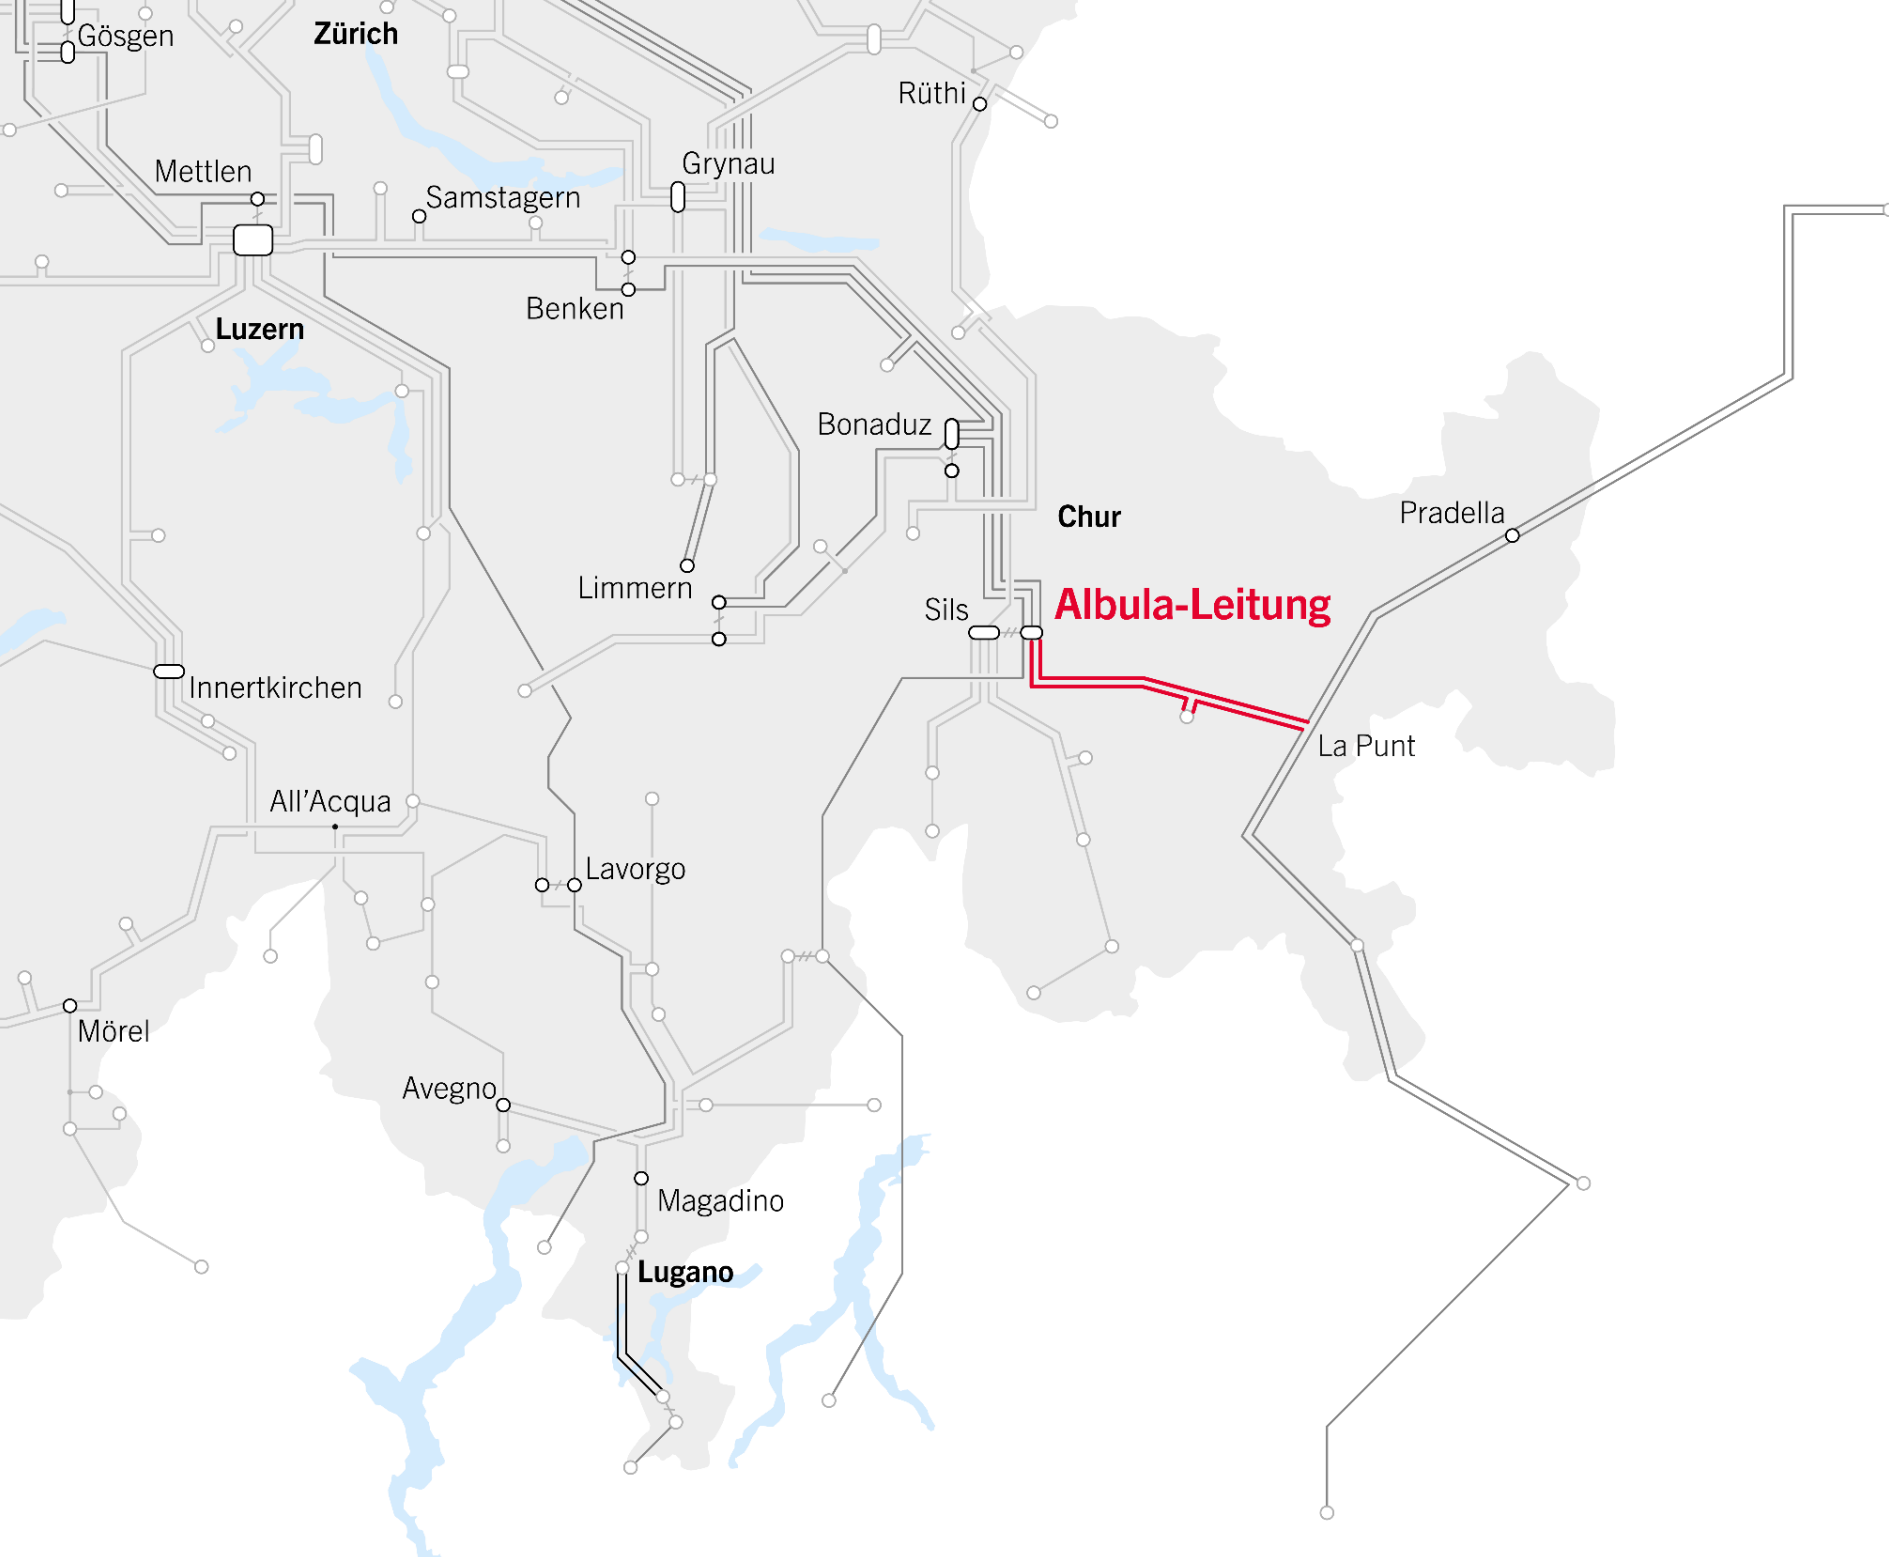 Zürich
Gösgen
Rüthi
Mettlen
Grynau
Samstagern
Benken
Luzern
Bonaduz
Chur
Pradella
Limmern
Sils
Albula-Leitung
Innertkirchen
La Punt
All'Acqua
Lavorgo
Mörel
Avegno
Magadino
Lugano